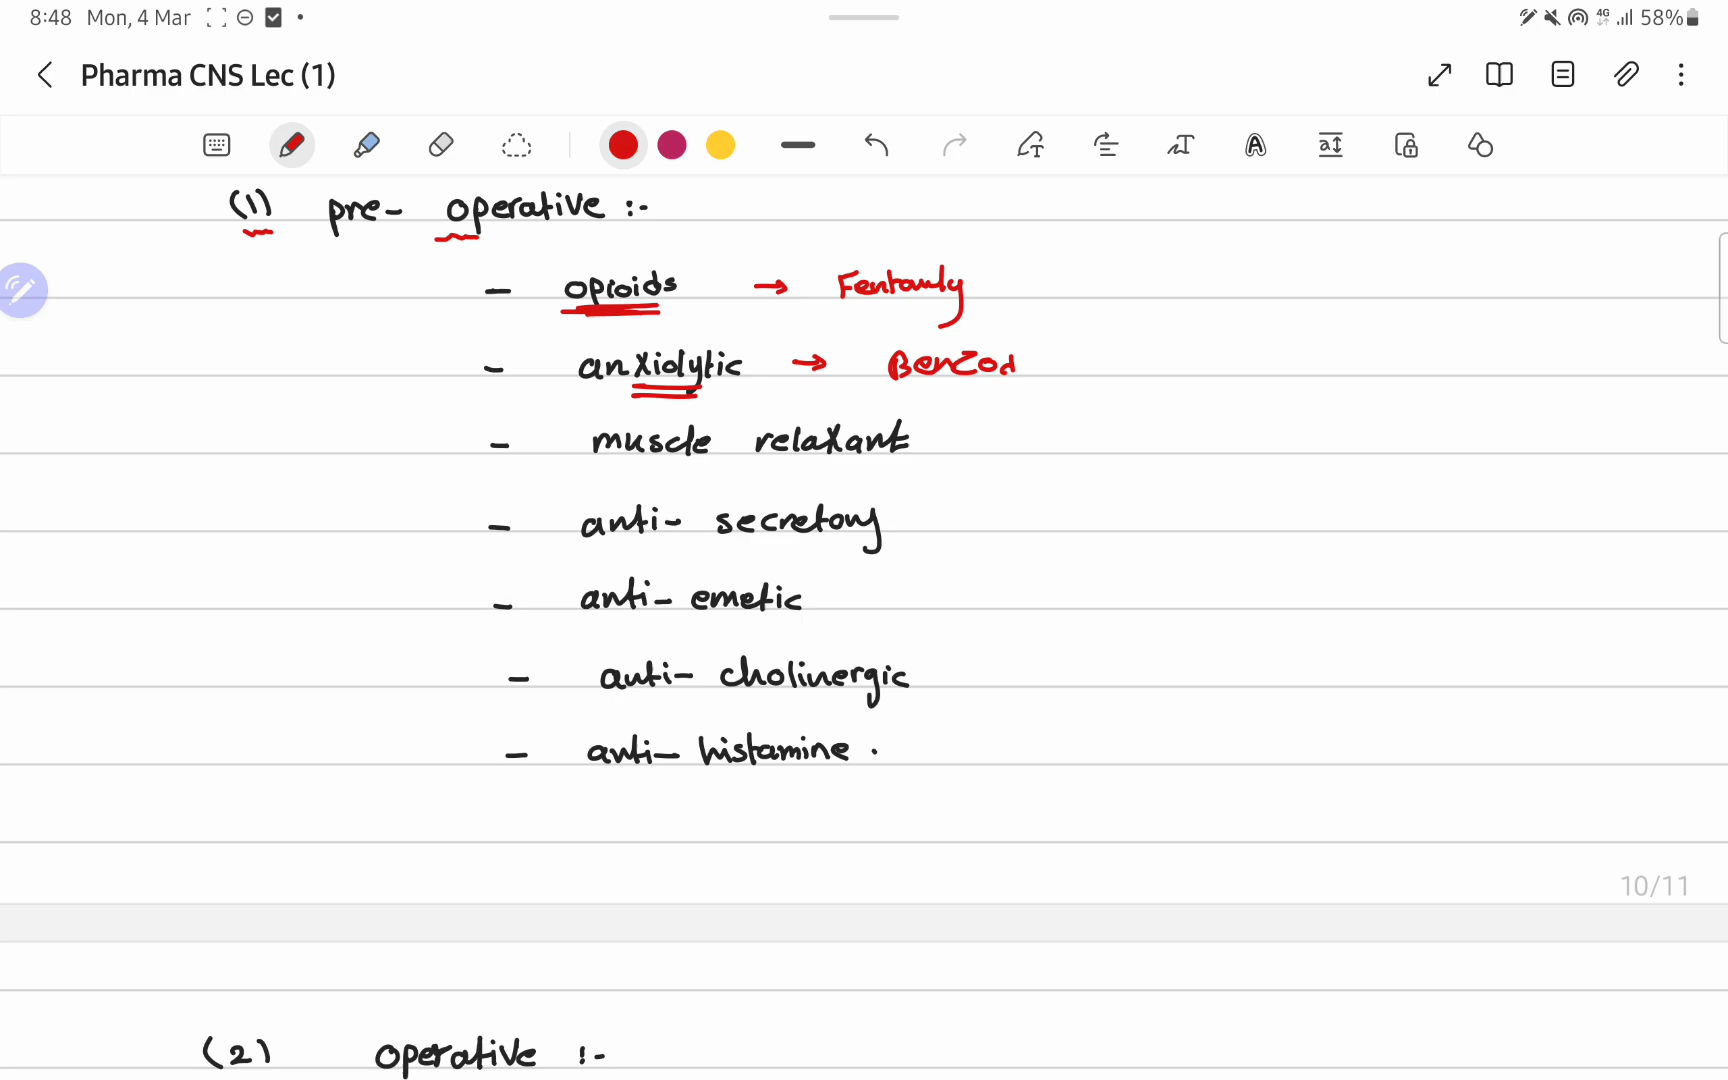 8:48 Mon, 4 Mar 4G 58%
Pharma CNS Lec (1)
(1) pre- operative :-
- opioids → Fentanly
- anxiolytic → Benzod
- muscle relaxant
- anti- secretory
- anti- emetic
- anti- cholinergic
- anti- histamine .
10/11
(2) operative :-